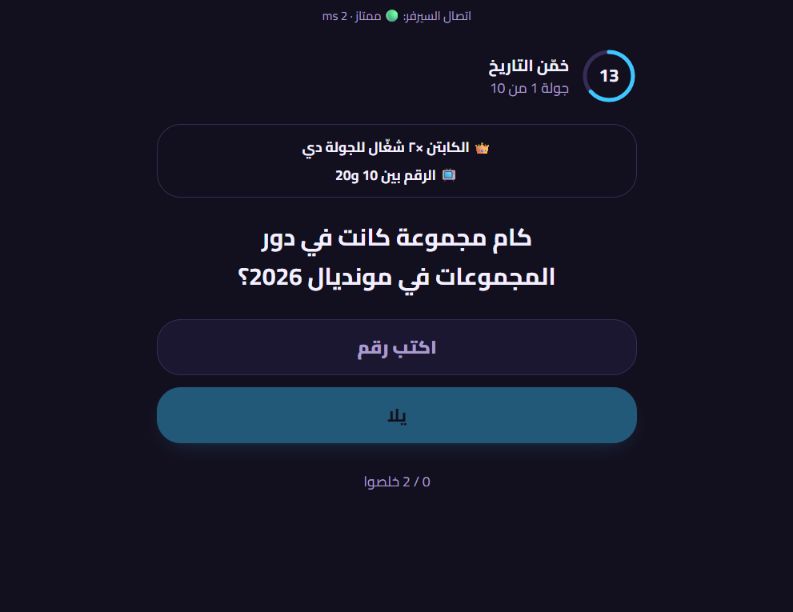 اتصال السيرفر: 🟢 ممتاز · 2 ms
13
خمّن التاريخ
جولة 1 من 10
👑 الكابتن ×٢ شغّال للجولة دي
📺 الرقم بين 10 و20
كام مجموعة كانت في دور
المجموعات في مونديال 2026؟
اكتب رقم
يلا
0 / 2 خلصوا